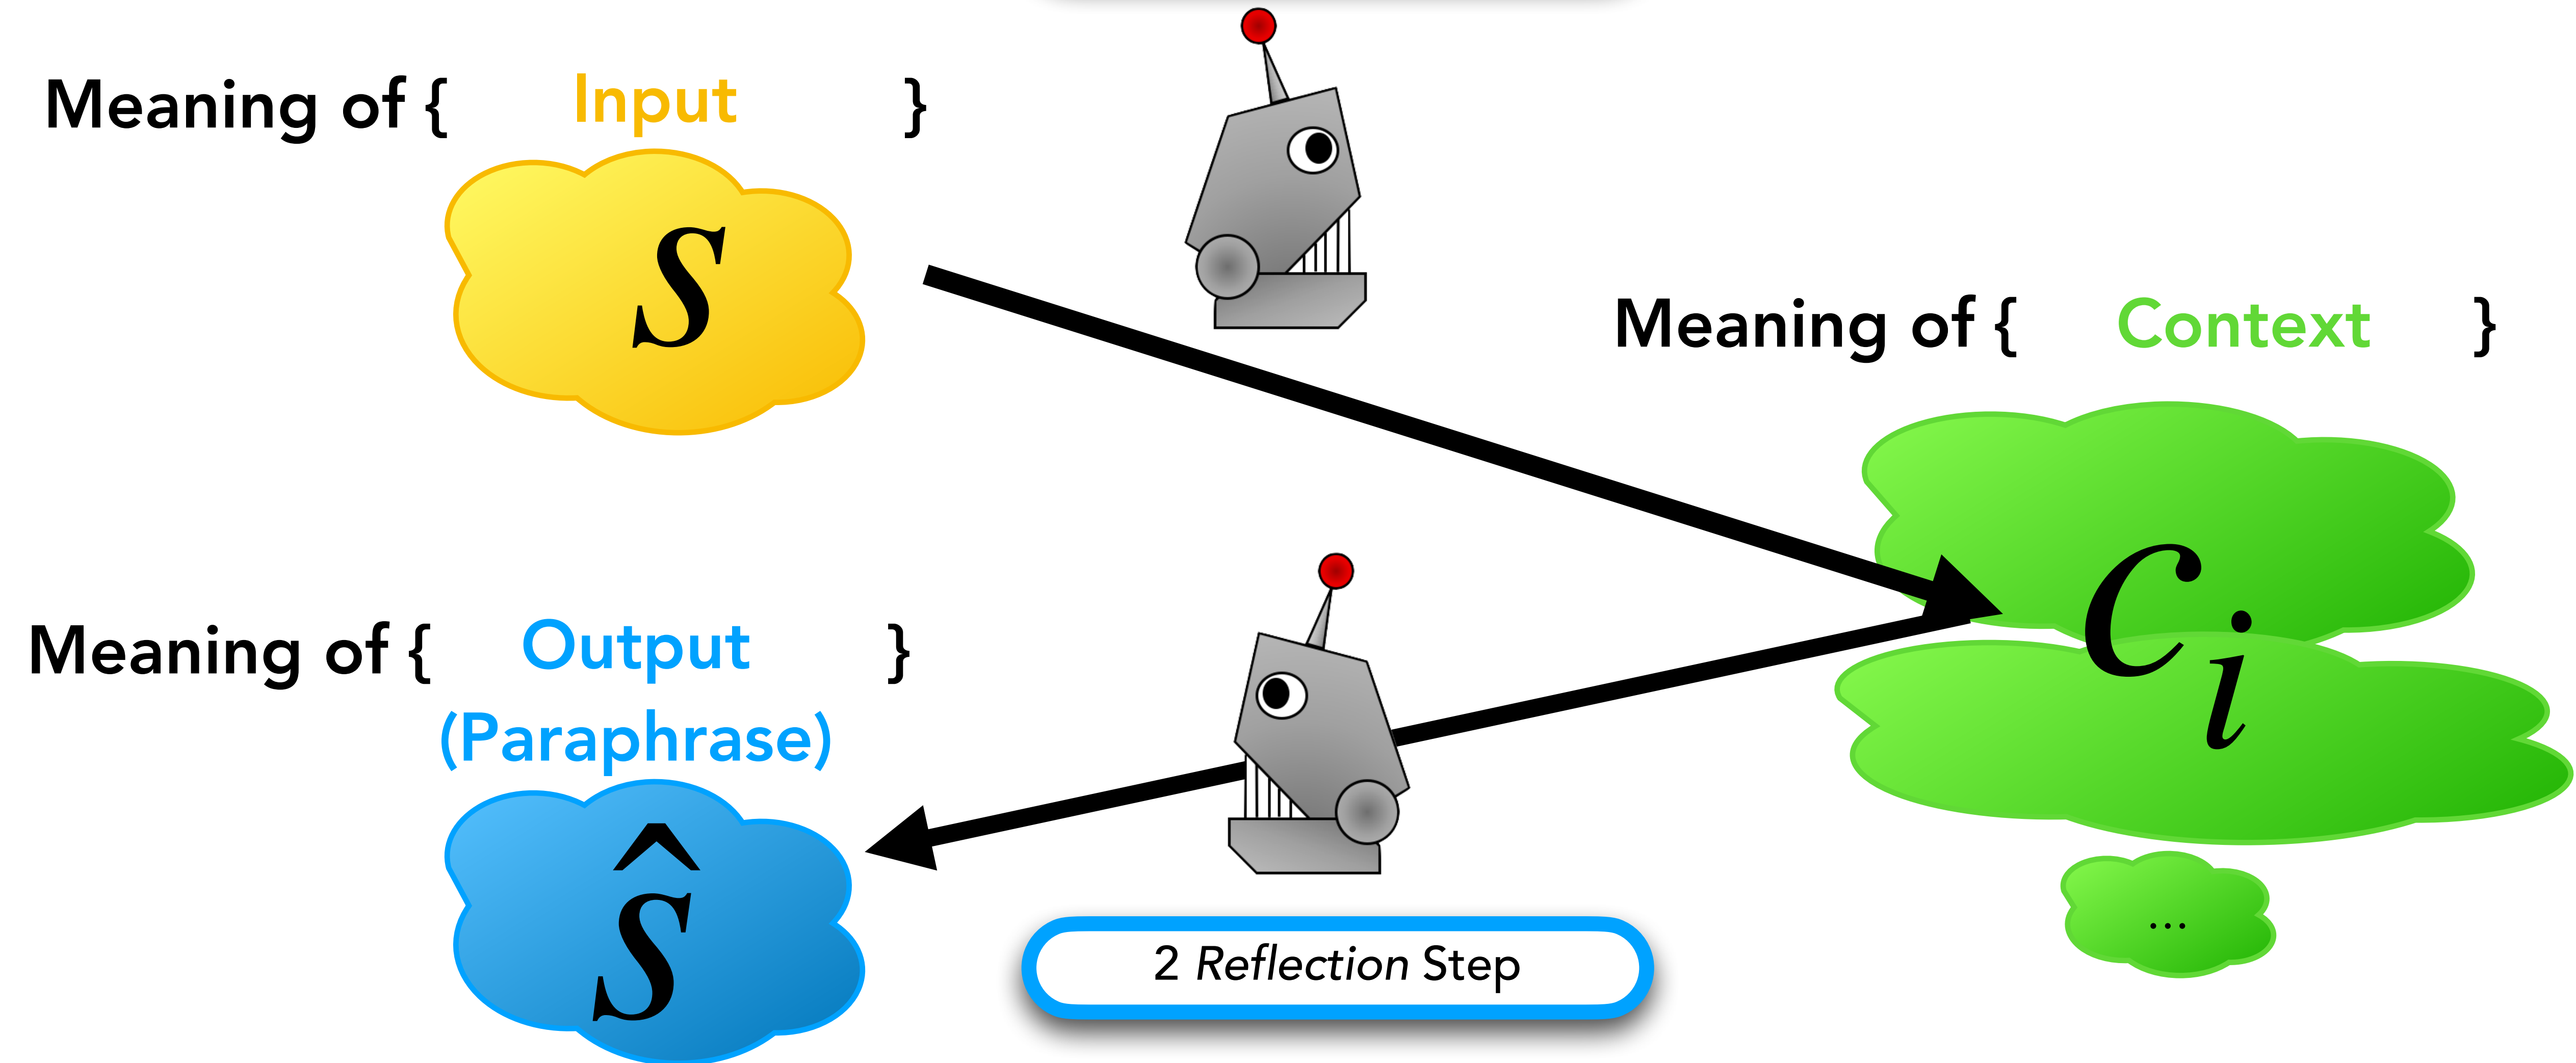 Meaning of { Input }
s
Meaning of { Context }
c_i
Meaning of { Output }
(Paraphrase)
ŝ
...
2 Reflection Step